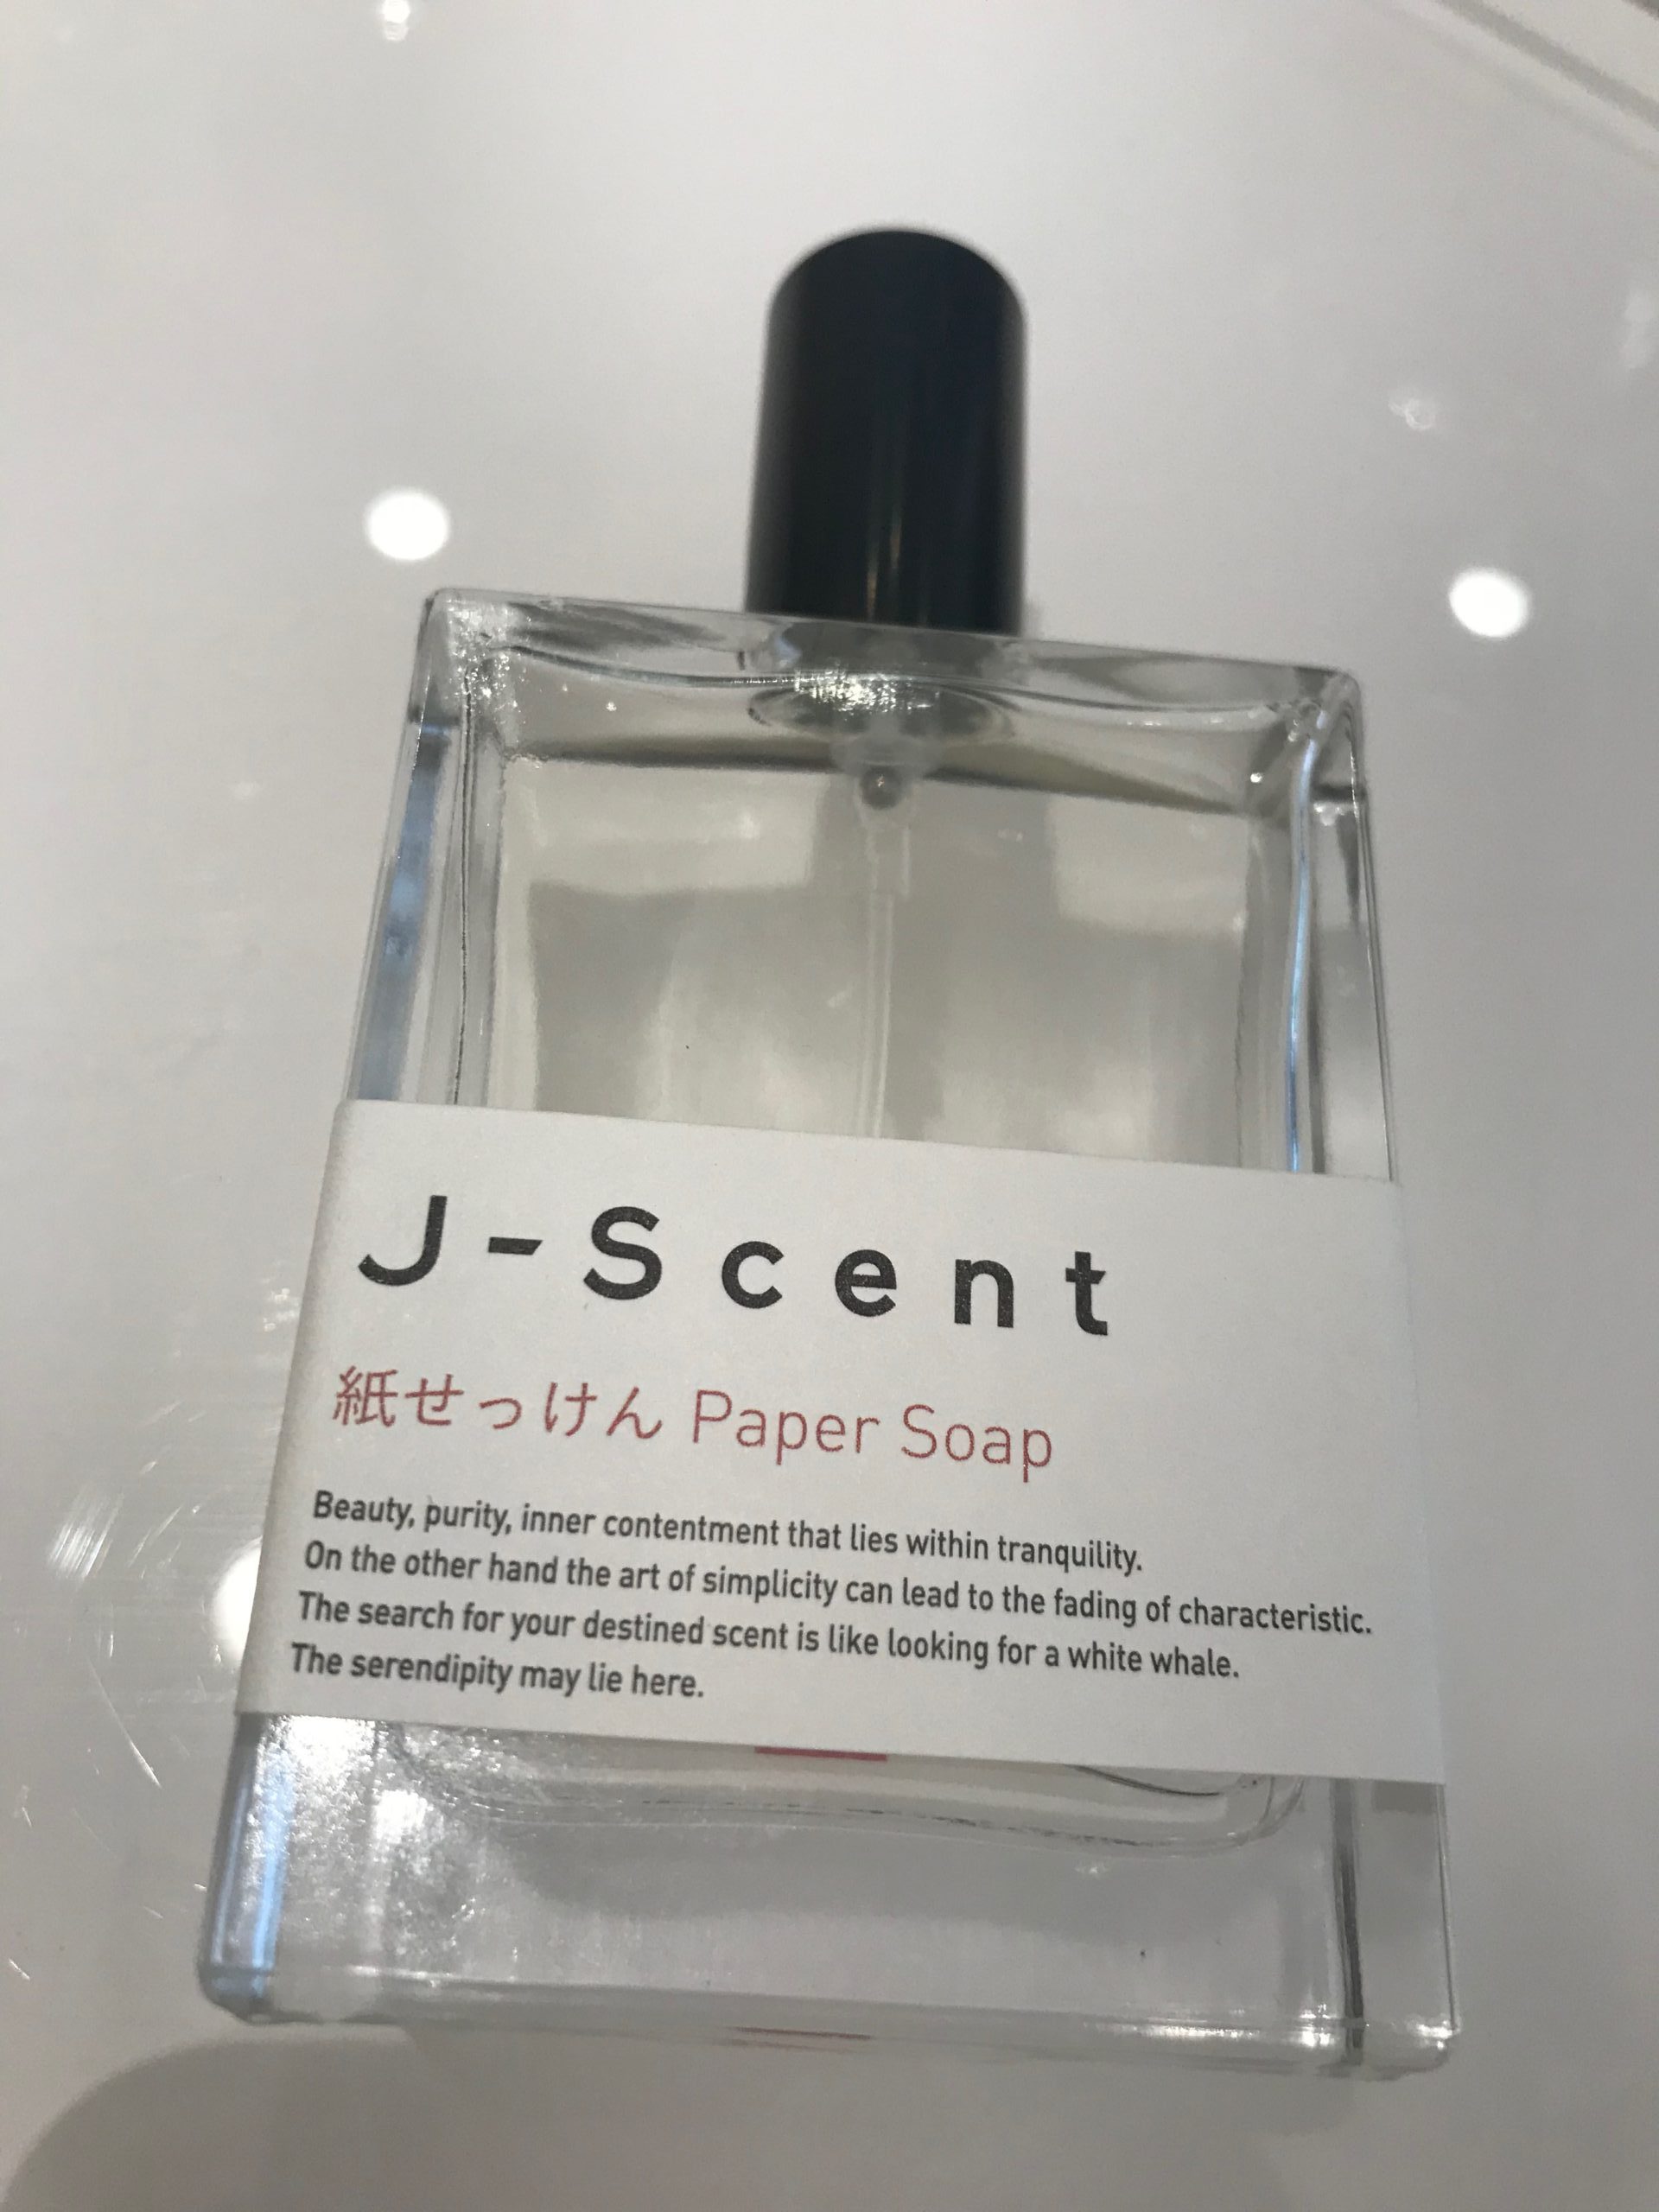 J-Scent
紙せっけん Paper Soap
Beauty, purity, inner contentment that lies within tranquility.
On the other hand the art of simplicity can lead to the fading of characteristic.
The search for your destined scent is like looking for a white whale.
The serendipity may lie here.